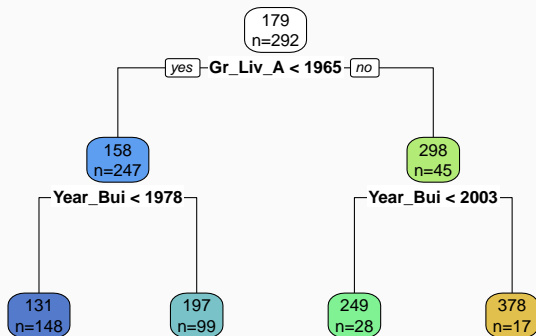 179
n=292
yes Gr_Liv_A < 1965 no
158
n=247
298
n=45
Year_Bui < 1978
Year_Bui < 2003
131
n=148
197
n=99
249
n=28
378
n=17